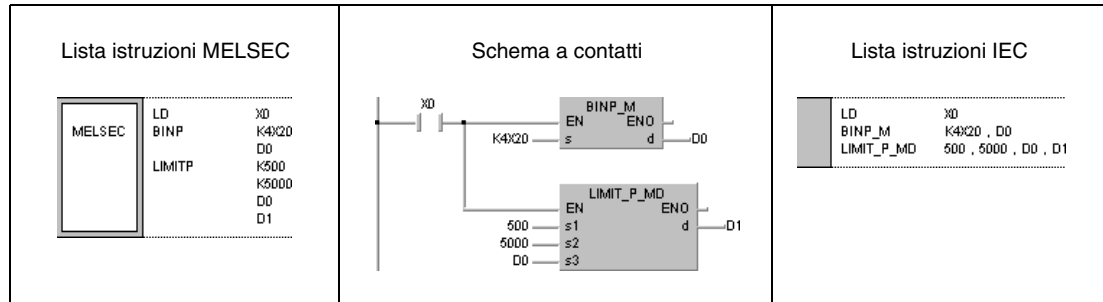 Lista istruzioni MELSEC
MELSEC
LD X0
BINP K4X20
D0
LIMITP K500
K5000
D0
D1
Schema a contatti
X0
BINP_M
EN ENO
K4X20 s d D0
LIMIT_P_MD
EN ENO
500 s1 d D1
5000 s2
D0 s3
Lista istruzioni IEC
LD X0
BINP_M K4X20 , D0
LIMIT_P_MD 500 , 5000 , D0 , D1